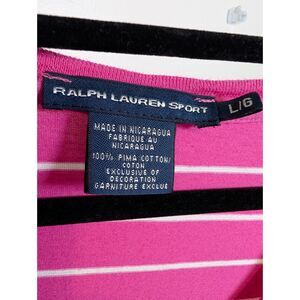 RALPH LAUREN SPORT
L/G
MADE IN NICARAGUA
FABRIQUE AU
NICARAGUA
100% PIMA COTTON/
COTON
EXCLUSIVE OF
DECORATION
GARNITURE EXCLUE